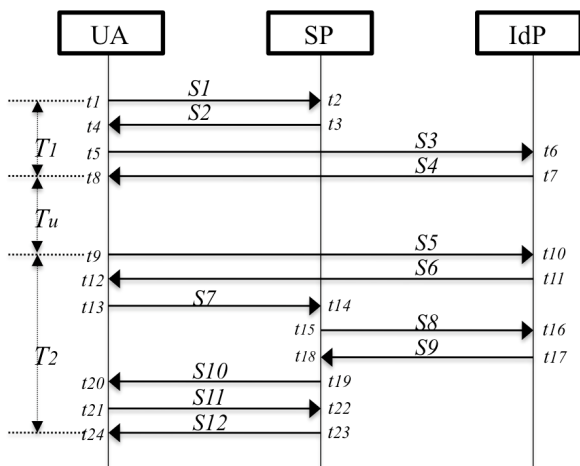 UA SP IdP
t1 S1 t2
t4 S2 t3
T1 t5 S3 t6
t8 S4 t7
Tu
t9 S5 t10
t12 S6 t11
t13 S7 t14
t15 S8 t16
T2 t18 S9 t17
t20 S10 t19
t21 S11 t22
t24 S12 t23